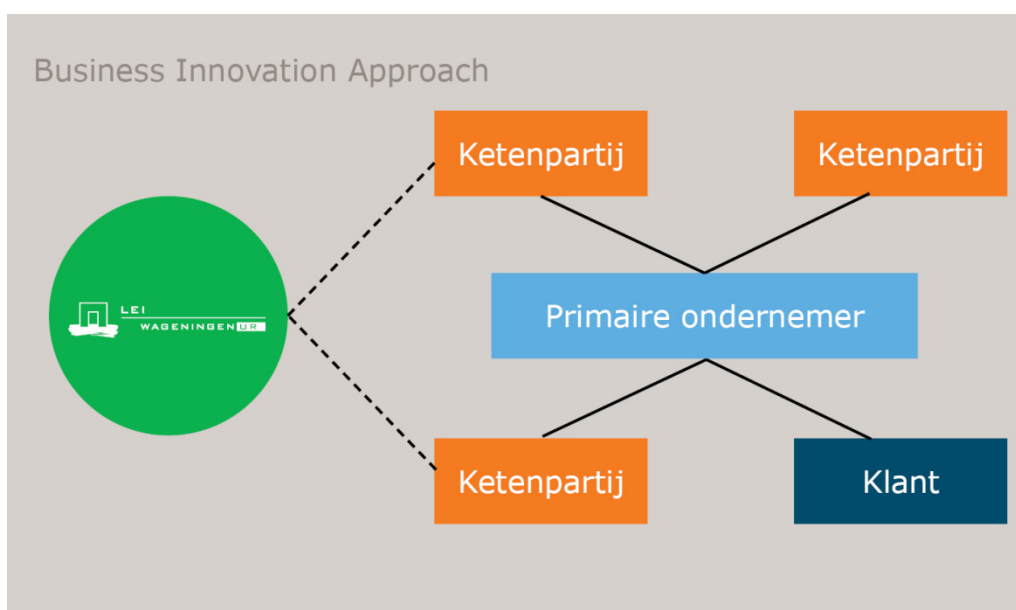 Business Innovation Approach
Ketenpartij
Ketenpartij
LEI
WAGENINGEN UR
Primaire ondernemer
Ketenpartij
Klant